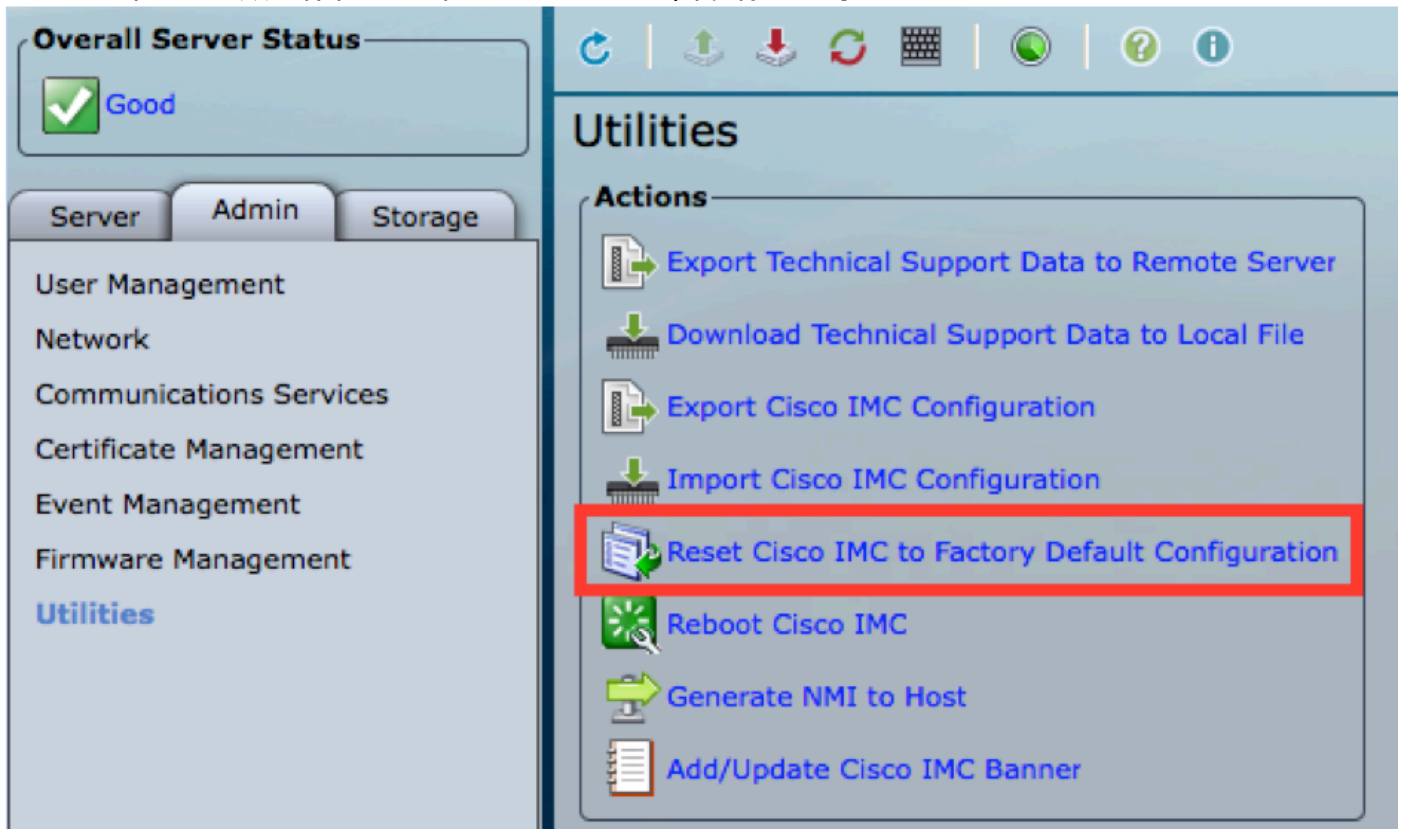 Overall Server Status
Good
Server
Admin
Storage
User Management
Network
Communications Services
Certificate Management
Event Management
Firmware Management
Utilities
Utilities
Actions
Export Technical Support Data to Remote Server
Download Technical Support Data to Local File
Export Cisco IMC Configuration
Import Cisco IMC Configuration
Reset Cisco IMC to Factory Default Configuration
Reboot Cisco IMC
Generate NMI to Host
Add/Update Cisco IMC Banner